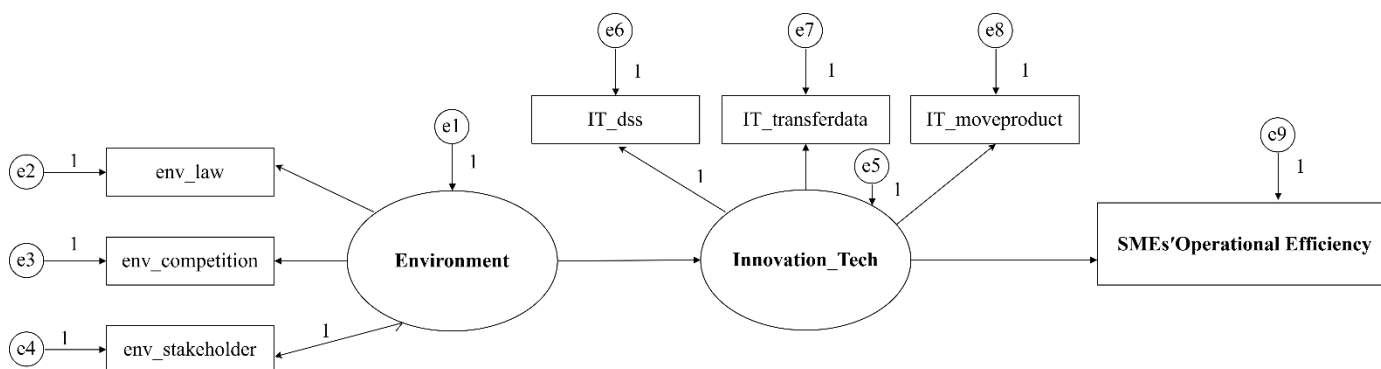 e6
e7
e8
1
1
1
IT_dss
IT_transferdata
IT_moveproduct
e1
1
e5
1
e9
1
e2
1
env_law
1
e3
1
env_competition
Environment
Innovation_Tech
SMEs'Operational Efficiency
1
e4
1
env_stakeholder